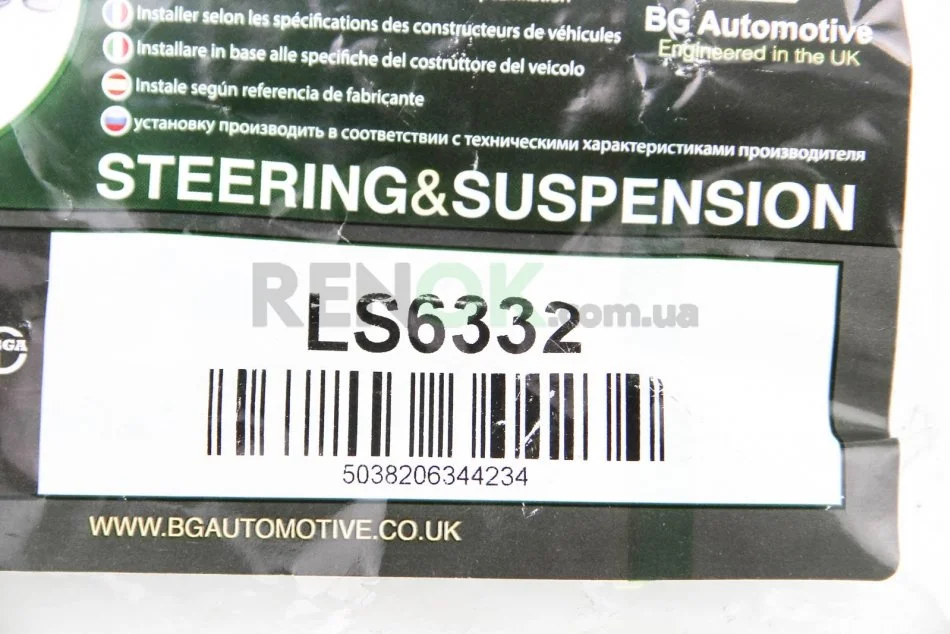 Installer selon les spécifications des constructeurs de véhicules
Installare in base alle specifiche del costruttore del veicolo
Instale según referencia de fabricante
установку производить в соответствии с техническими характеристиками производителя
BG Automotive
Engineered in the UK
STEERING&SUSPENSION
RENOK.com.ua
LS6332
BGA
5038206344234
WWW.BGAUTOMOTIVE.CO.UK